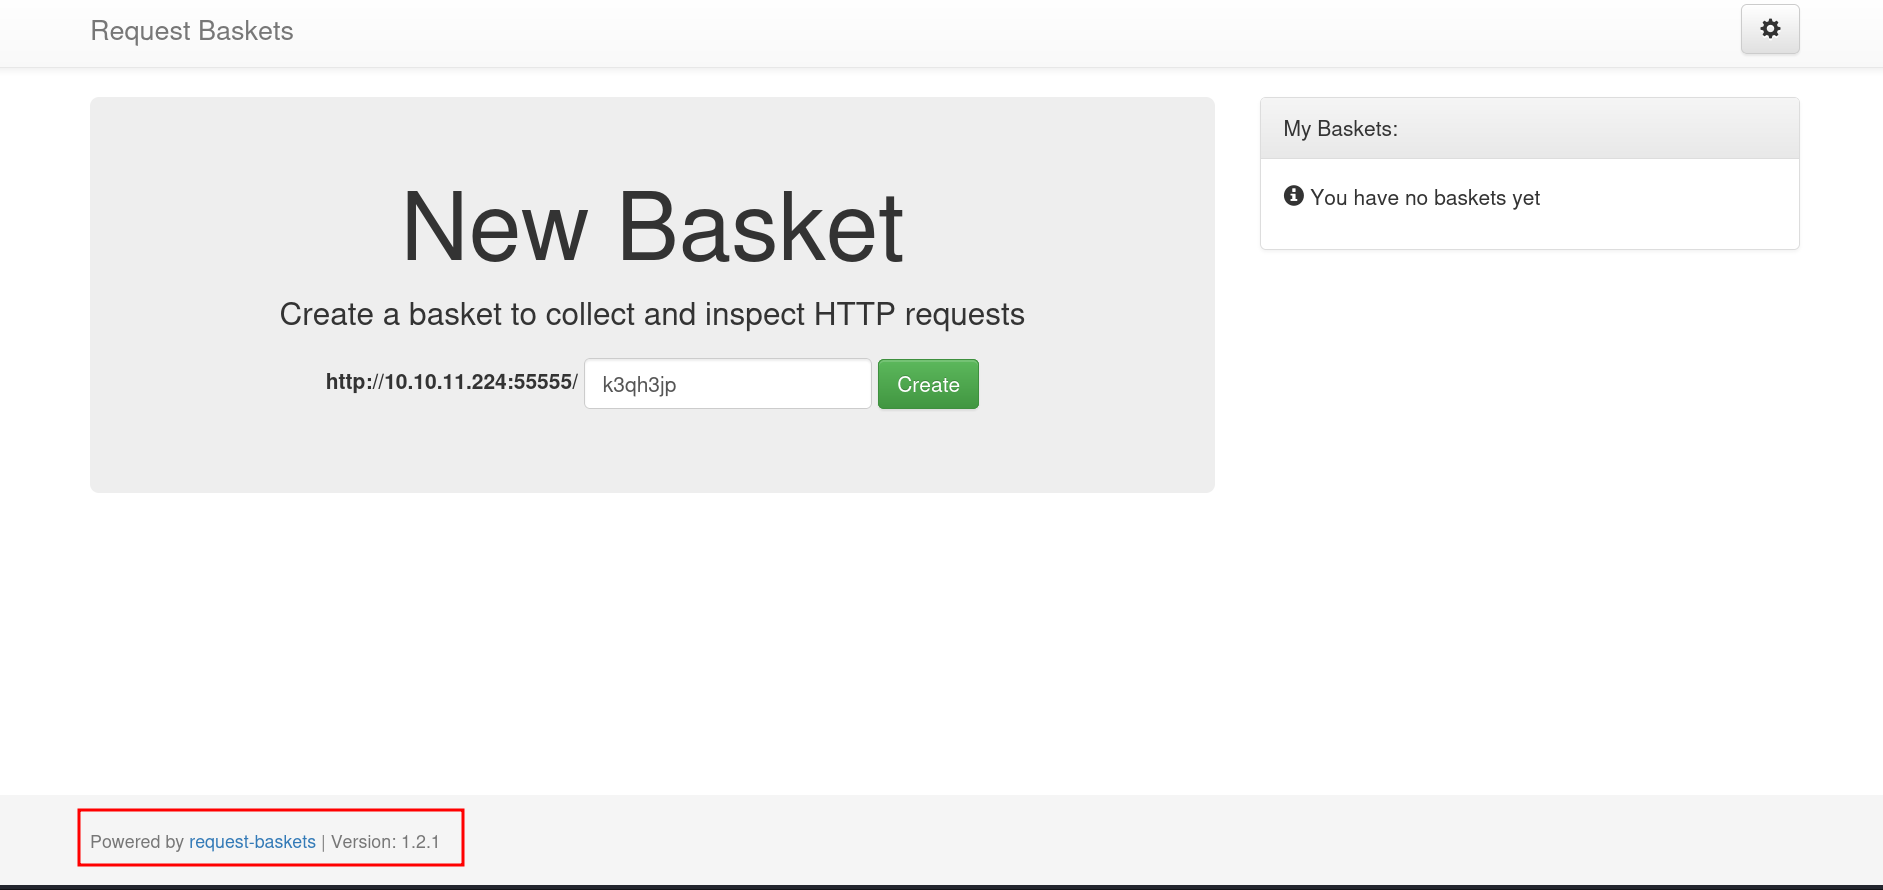 Request Baskets
New Basket
Create a basket to collect and inspect HTTP requests
http://10.10.11.224:55555/ k3qh3jp Create
My Baskets:
You have no baskets yet
Powered by request-baskets | Version: 1.2.1